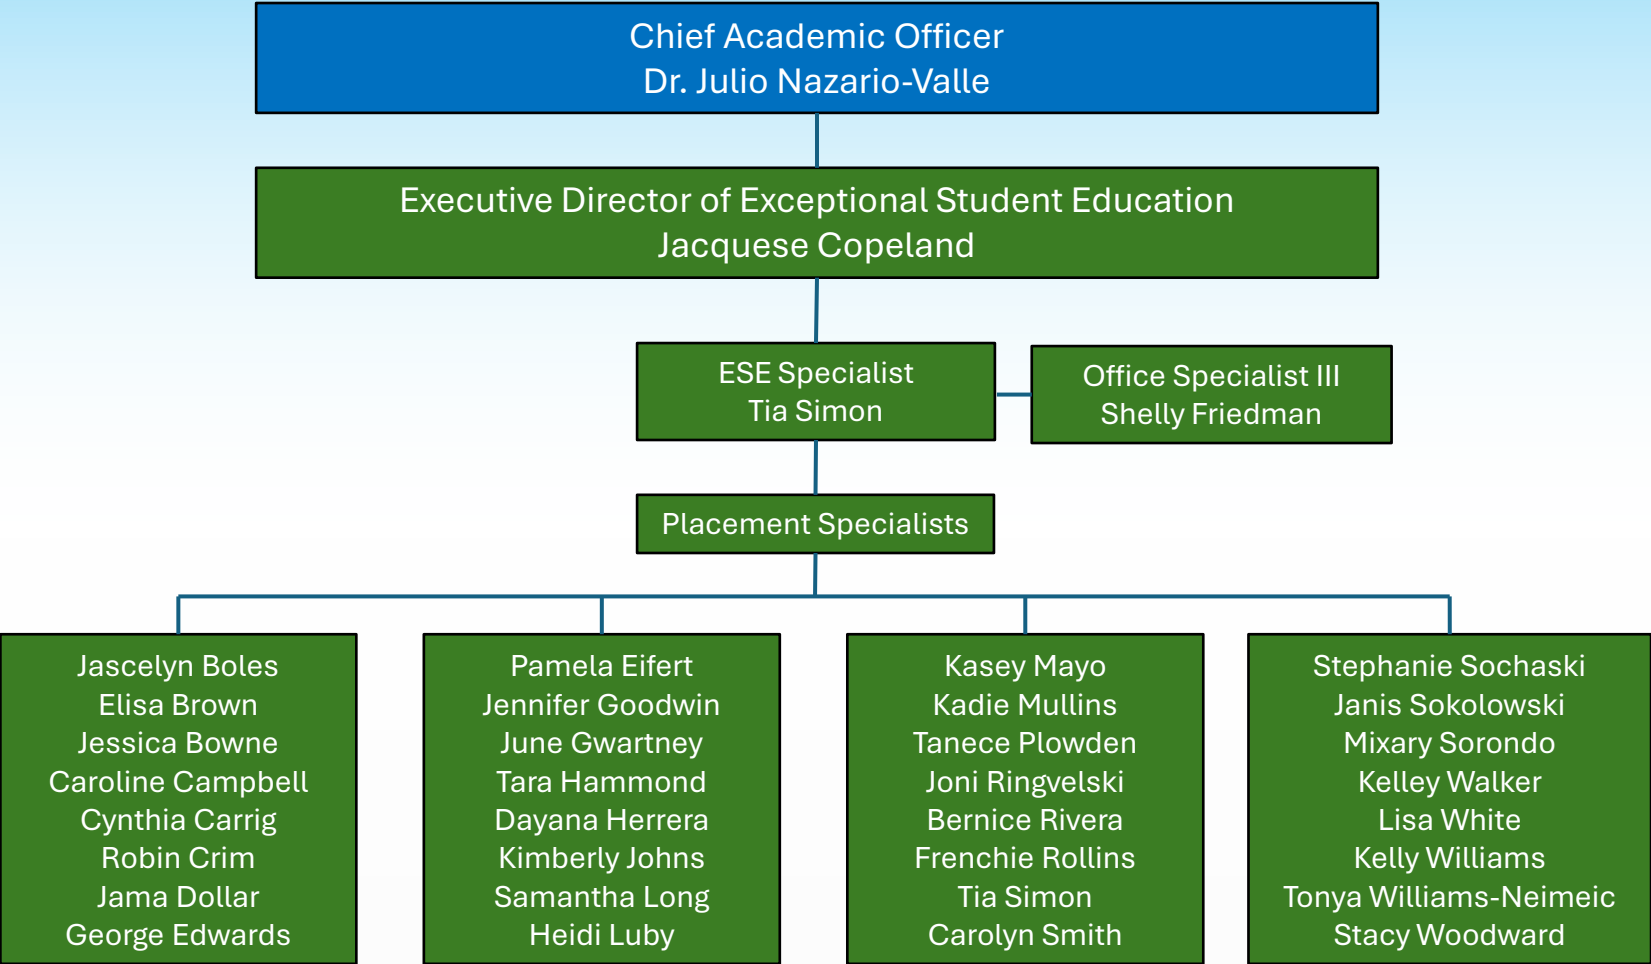 Chief Academic Officer
Dr. Julio Nazario-Valle
Executive Director of Exceptional Student Education
Jacquese Copeland
ESE Specialist
Tia Simon
Office Specialist III
Shelly Friedman
Placement Specialists
Jascelyn Boles
Elisa Brown
Jessica Bowne
Caroline Campbell
Cynthia Carrig
Robin Crim
Jama Dollar
George Edwards
Pamela Eifert
Jennifer Goodwin
June Gwartney
Tara Hammond
Dayana Herrera
Kimberly Johns
Samantha Long
Heidi Luby
Kasey Mayo
Kadie Mullins
Tanece Plowden
Joni Ringvelski
Bernice Rivera
Frenchie Rollins
Tia Simon
Carolyn Smith
Stephanie Sochaski
Janis Sokolowski
Mixary Sorondo
Kelley Walker
Lisa White
Kelly Williams
Tonya Williams-Neimeic
Stacy Woodward